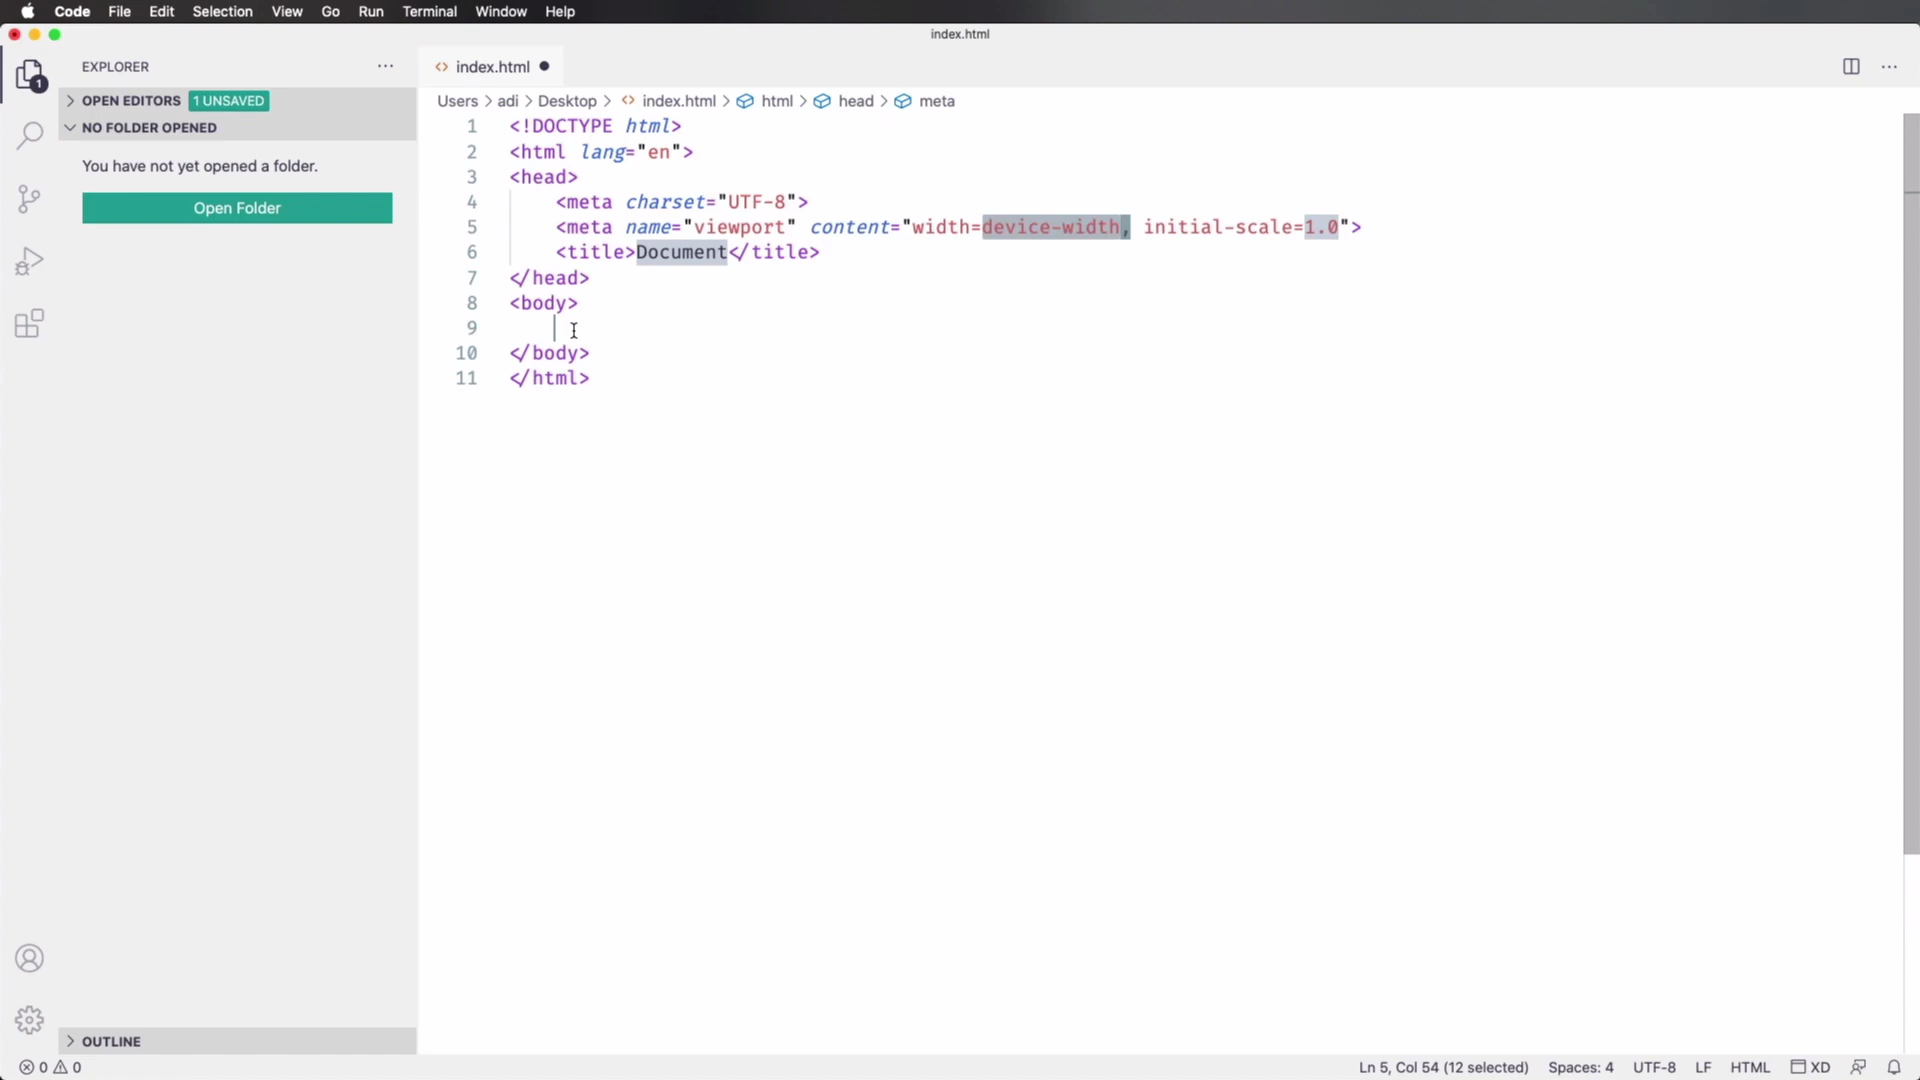 Code File Edit Selection View Go Run Terminal Window Help
index.html
EXPLORER
index.html
OPEN EDITORS 1 UNSAVED
NO FOLDER OPENED
You have not yet opened a folder.
Open Folder
OUTLINE
1
Users > adi > Desktop > index.html > html > head > meta
1 <!DOCTYPE html>
2 <html lang="en">
3 <head>
4 <meta charset="UTF-8">
5 <meta name="viewport" content="width=device-width, initial-scale=1.0">
6 <title>Document</title>
7 </head>
8 <body>
9
10 </body>
11 </html>
0 0 Ln 5, Col 54 (12 selected) Spaces: 4 UTF-8 LF HTML XD